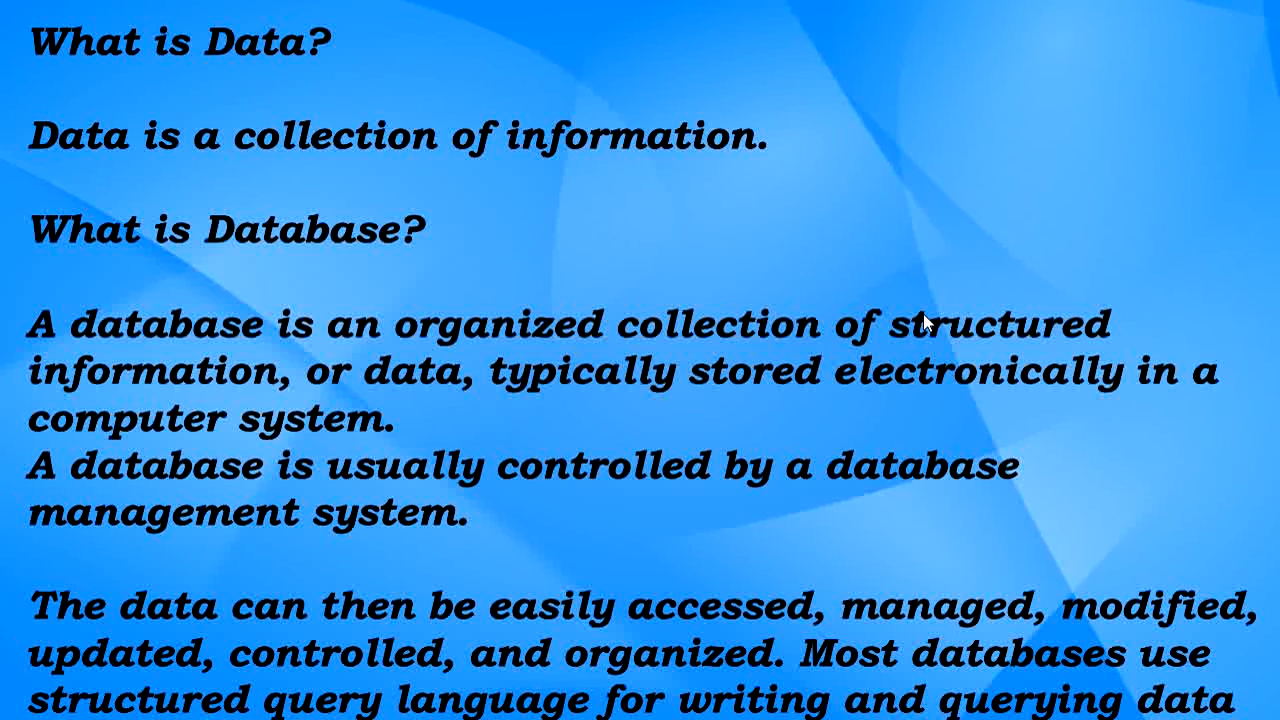 What is Data?
Data is a collection of information.
What is Database?
A database is an organized collection of structured
information, or data, typically stored electronically in a
computer system.
A database is usually controlled by a database
management system.
The data can then be easily accessed, managed, modified,
updated, controlled, and organized. Most databases use
structured query language for writing and querying data